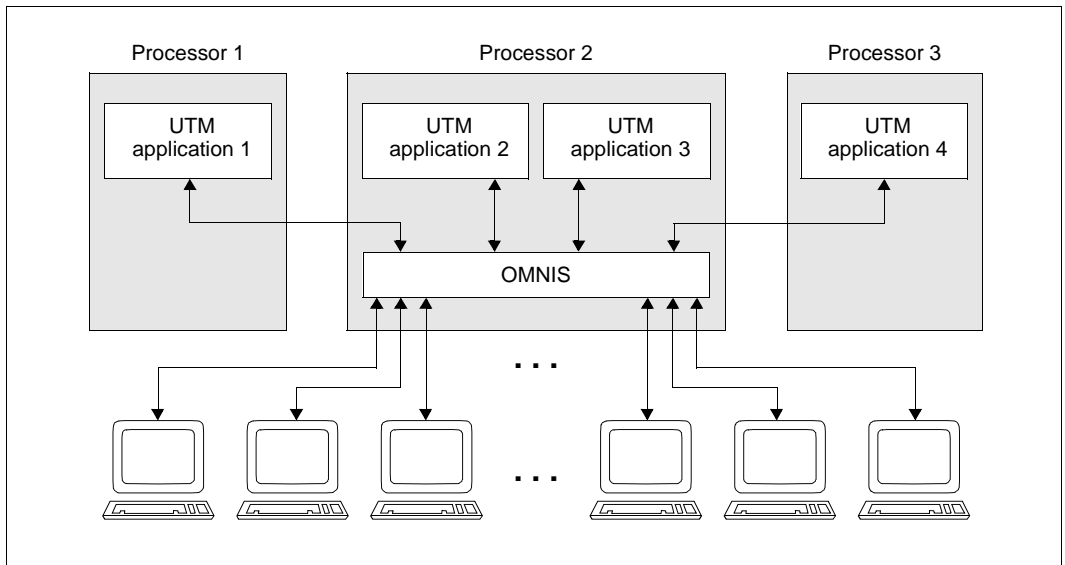 Processor 1
Processor 2
Processor 3
UTM
application 1
UTM
application 2
UTM
application 3
UTM
application 4
OMNIS
. . .
. . .